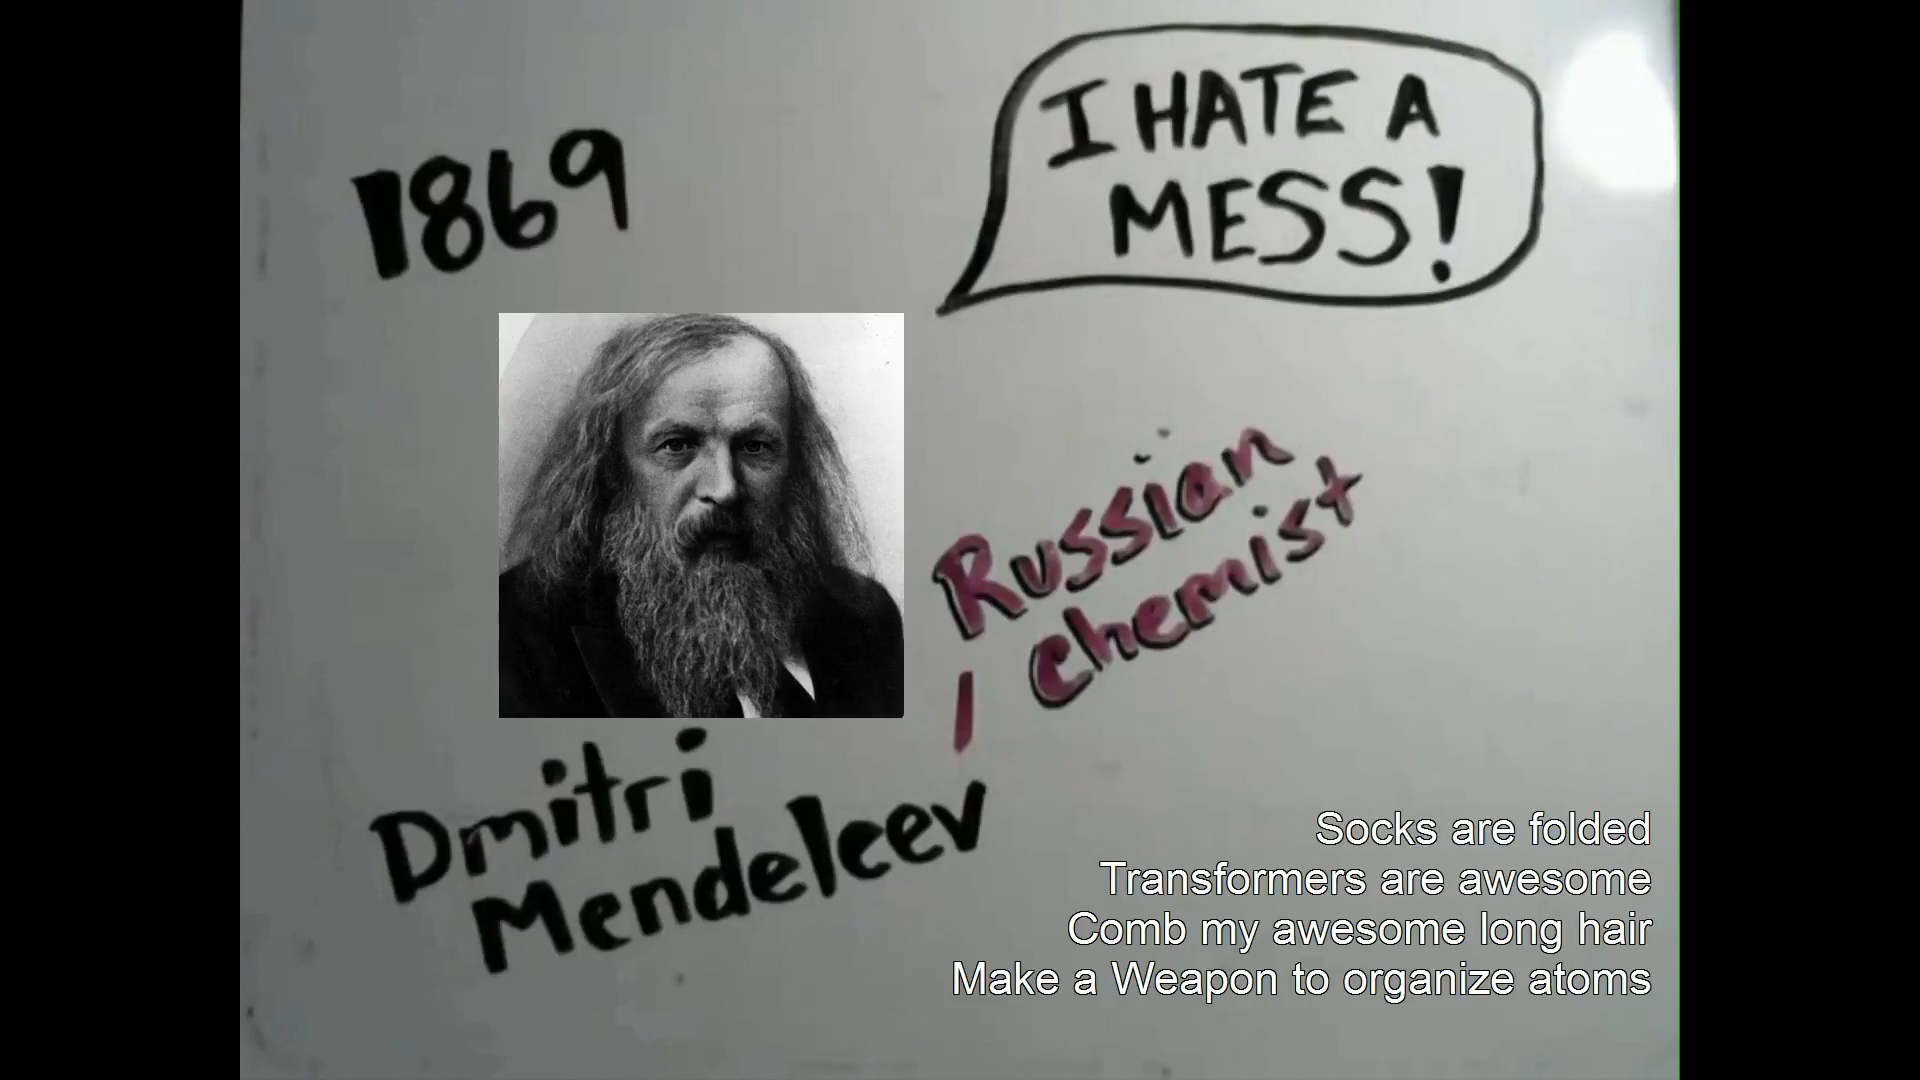 1869
I HATE A
MESS!
Russian
chemist
Dmitri
Mendeleev
Socks are folded
Transformers are awesome
Comb my awesome long hair
Make a Weapon to organize atoms